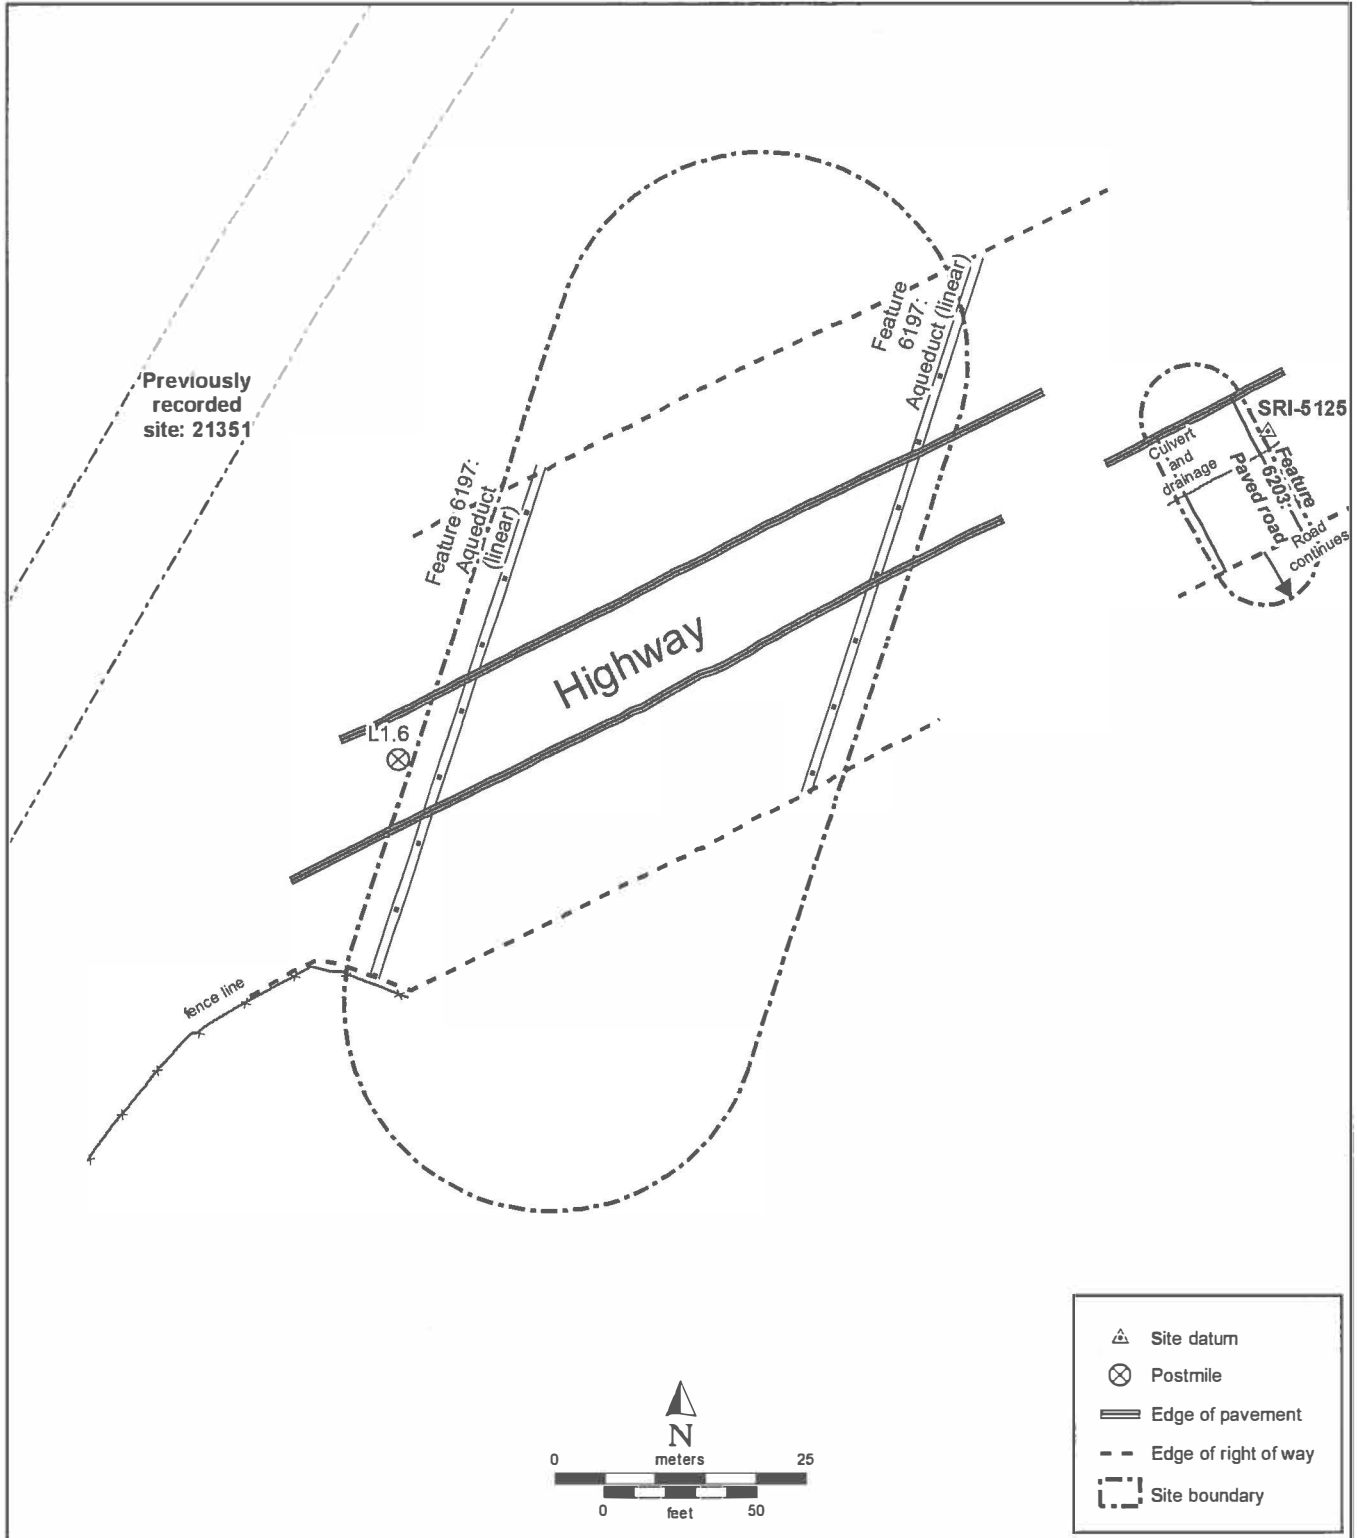 Previously
recorded
site: 21351
Feature
6197:
Aqueduct (linear)
SRI-5125
Culvert
and
drainage
Feature
6203:
Paved road
Road
continues
Feature 6197:
Aqueduct
(linear)
Highway
L1.6
fence line
N
0 meters 25
0 feet 50
Site datum
Postmile
Edge of pavement
Edge of right of way
Site boundary